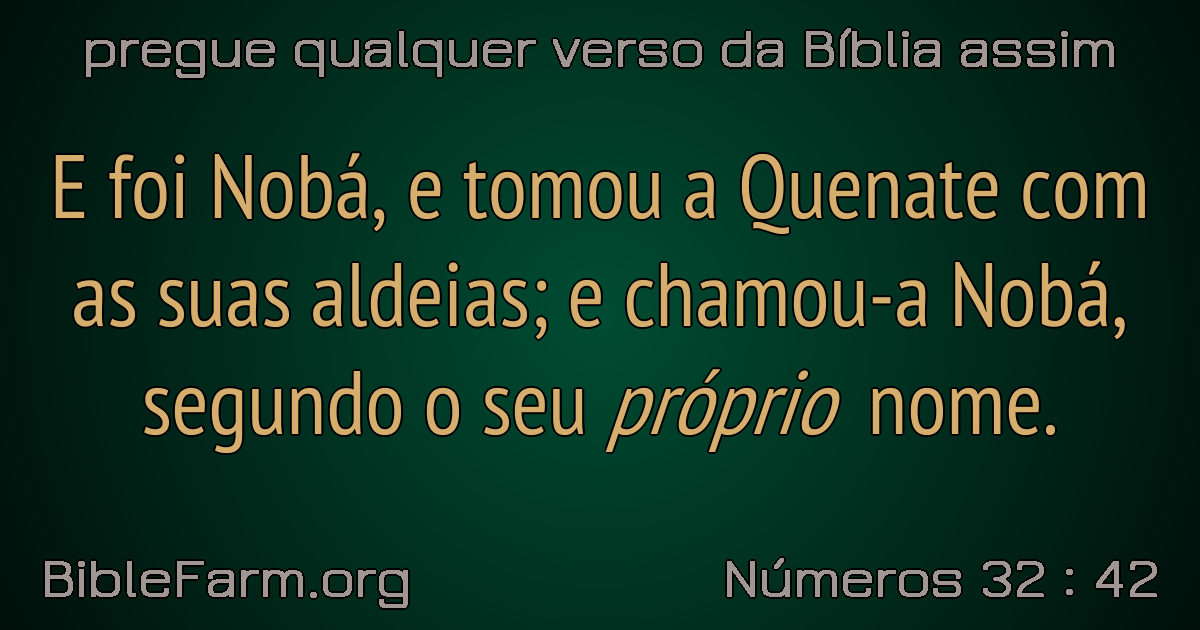 pregue qualquer verso da Bíblia assim
E foi Nobá, e tomou a Quenate com
as suas aldeias; e chamou-a Nobá,
segundo o seu próprio nome.
BibleFarm.org
Números 32 : 42